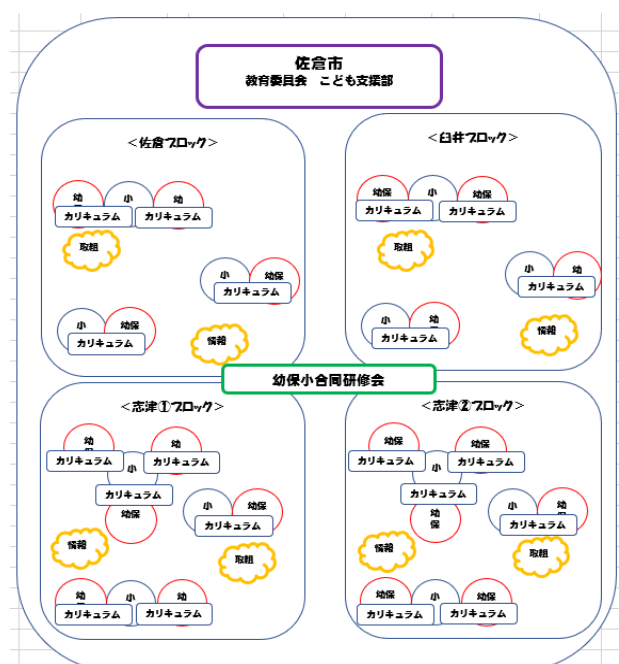 佐倉市
教育委員会　こども支援部
＜佐倉ブロック＞
幼
小
幼
カリキュラム
カリキュラム
取組
小
幼保
カリキュラム
小
幼保
カリキュラム
情報
＜臼井ブロック＞
幼保
小
幼保
カリキュラム
カリキュラム
取組
小
幼
カリキュラム
小
幼
カリキュラム
情報
幼保小合同研修会
＜志津①ブロック＞
幼
幼
カリキュラム
小
カリキュラム
カリキュラム
幼保
小
幼保
カリキュラム
情報
取組
幼
小
幼
カリキュラム
カリキュラム
＜志津②ブロック＞
幼保
幼保
カリキュラム
小
カリキュラム
カリキュラム
幼
保
小
幼
カリキュラム
情報
取組
幼保
小
幼保
カリキュラム
カリキュラム